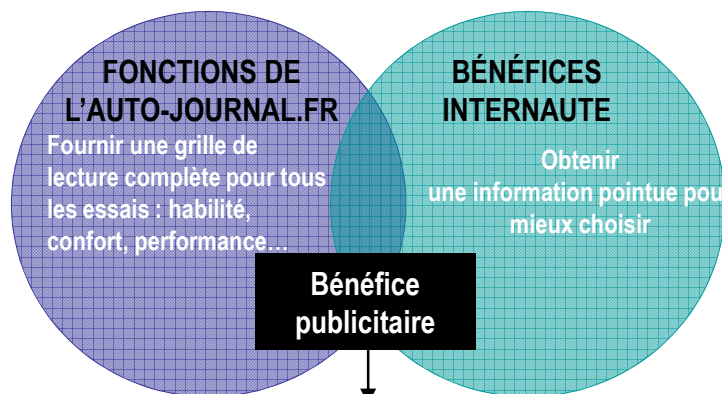 FONCTIONS DE
L'AUTO-JOURNAL.FR
Fournir une grille de
lecture complète pour tous
les essais : habilité,
confort, performance…
BÉNÉFICES
INTERNAUTE
Obtenir
une information pointue pou
mieux choisir
Bénéfice
publicitaire